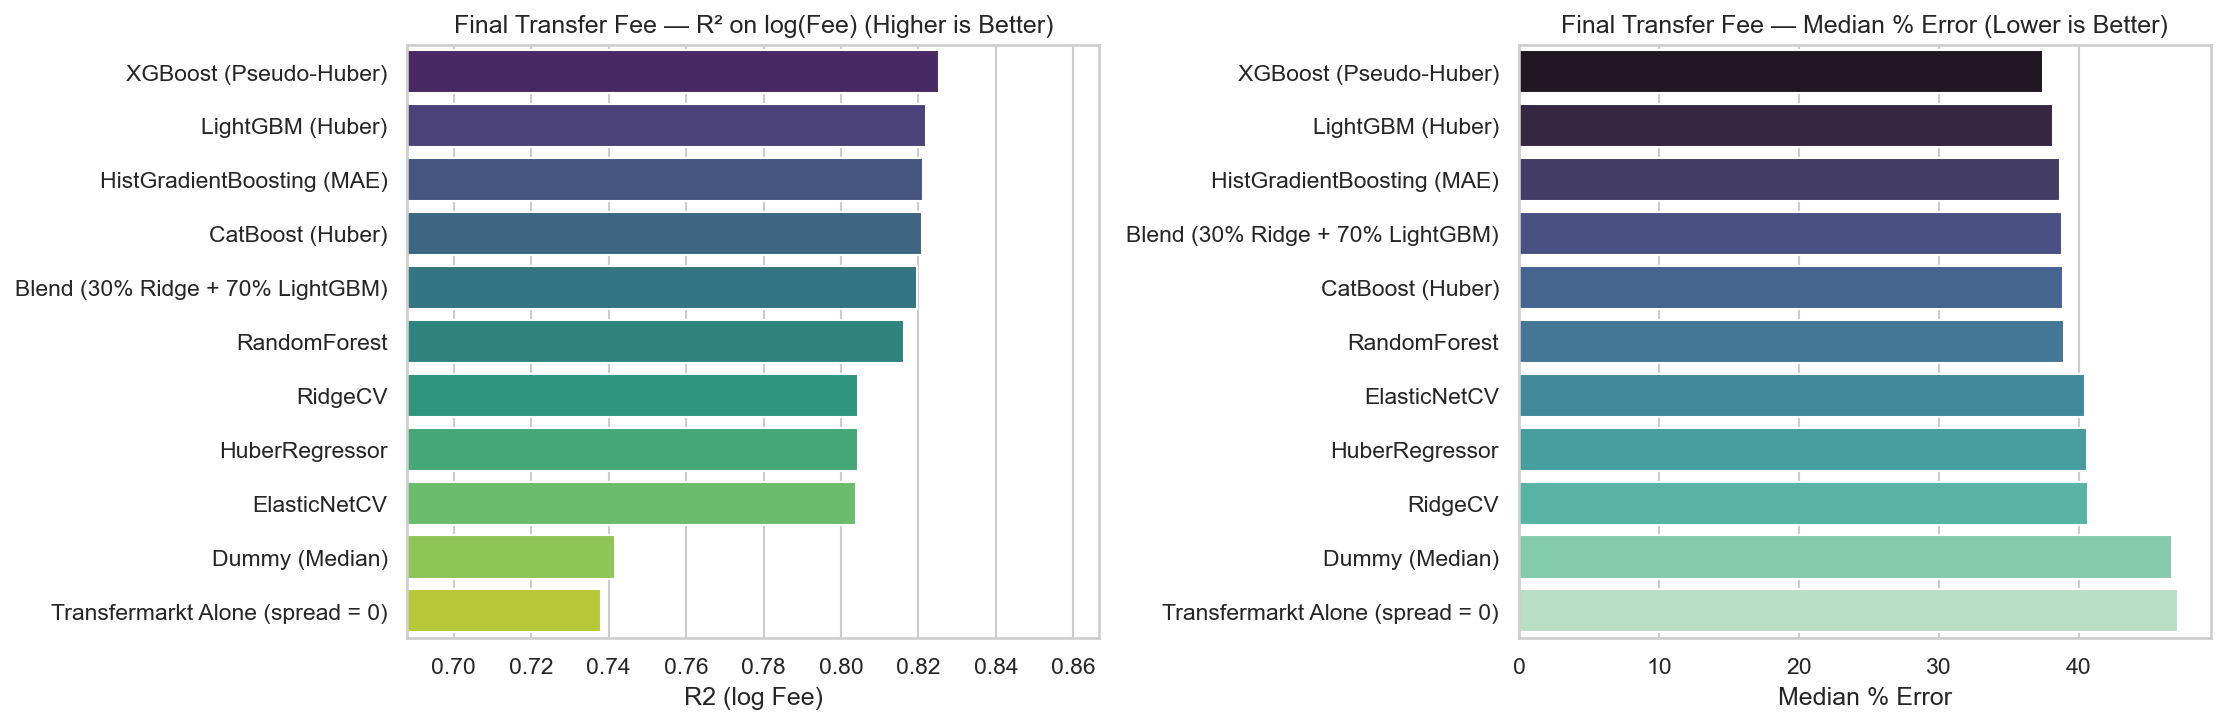 Final Transfer Fee — R² on log(Fee) (Higher is Better)
XGBoost (Pseudo-Huber)
LightGBM (Huber)
HistGradientBoosting (MAE)
CatBoost (Huber)
Blend (30% Ridge + 70% LightGBM)
RandomForest
RidgeCV
HuberRegressor
ElasticNetCV
Dummy (Median)
Transfermarkt Alone (spread = 0)
0.70 0.72 0.74 0.76 0.78 0.80 0.82 0.84 0.86
R2 (log Fee)
Final Transfer Fee — Median % Error (Lower is Better)
XGBoost (Pseudo-Huber)
LightGBM (Huber)
HistGradientBoosting (MAE)
Blend (30% Ridge + 70% LightGBM)
CatBoost (Huber)
RandomForest
ElasticNetCV
HuberRegressor
RidgeCV
Dummy (Median)
Transfermarkt Alone (spread = 0)
0 10 20 30 40
Median % Error